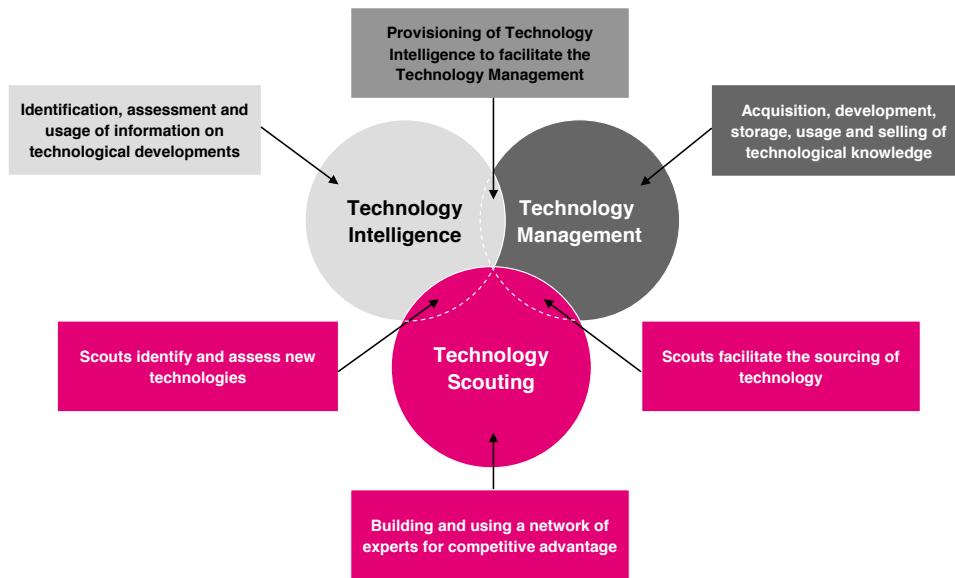 Provisioning of Technology
Intelligence to facilitate the
Technology Management
Identification, assessment and
usage of information on
technological developments
Acquisition, development,
storage, usage and selling of
technological knowledge
Technology
Intelligence
Technology
Management
Scouts identify and assess new
technologies
Technology
Scouting
Scouts facilitate the sourcing of
technology
Building and using a network of
experts for competitive advantage